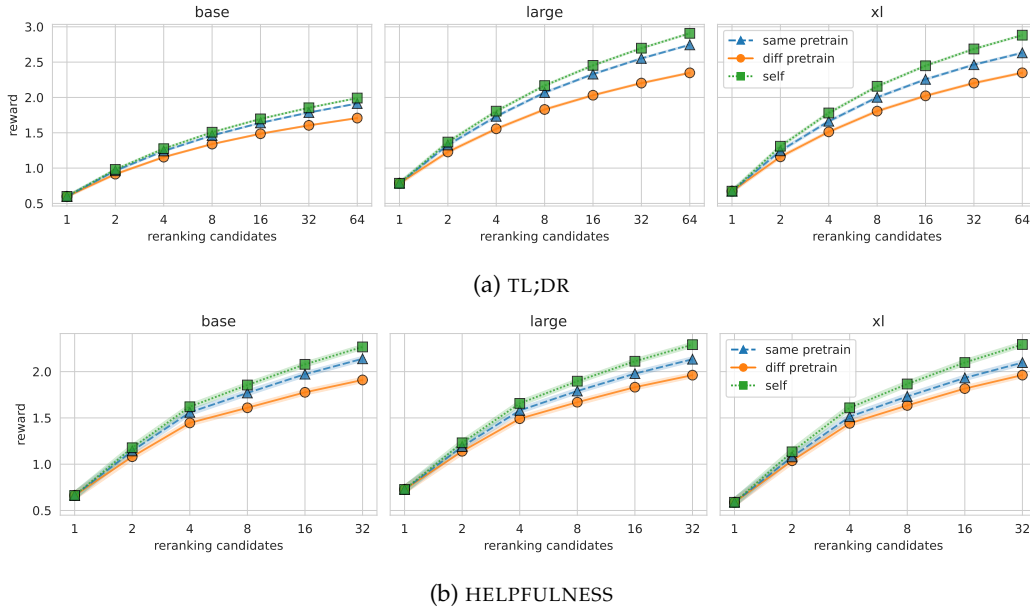 base large xl
3.0
2.5
2.0
1.5
1.0
0.5
reward
same pretrain
diff pretrain
self
1 2 4 8 16 32 64 1 2 4 8 16 32 64 1 2 4 8 16 32 64
reranking candidates reranking candidates reranking candidates
(a) TL;DR
base large xl
2.0
1.5
1.0
0.5
reward
same pretrain
diff pretrain
self
1 2 4 8 16 32 1 2 4 8 16 32 1 2 4 8 16 32
reranking candidates reranking candidates reranking candidates
(b) HELPFULNESS